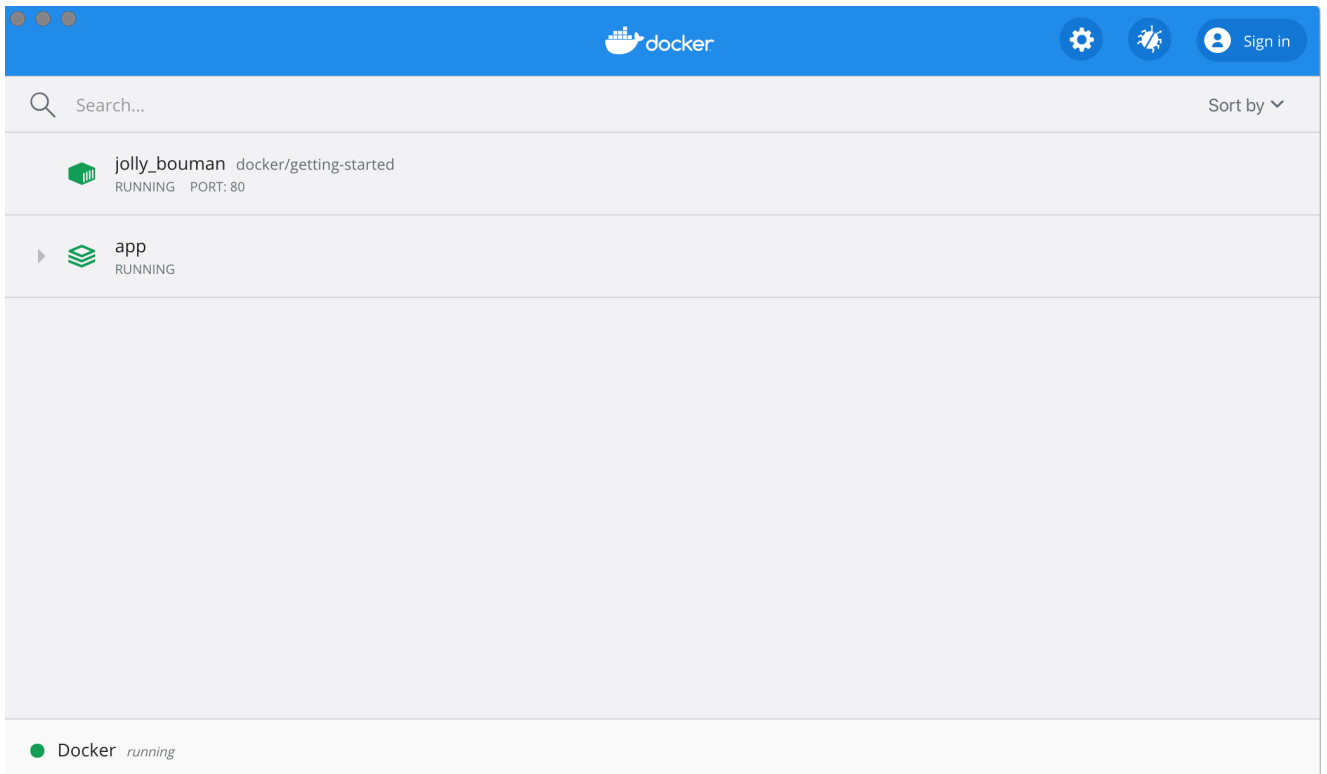 docker
Sign in
Search...
Sort by
jolly_bouman docker/getting-started
RUNNING PORT: 80
app
RUNNING
Docker running